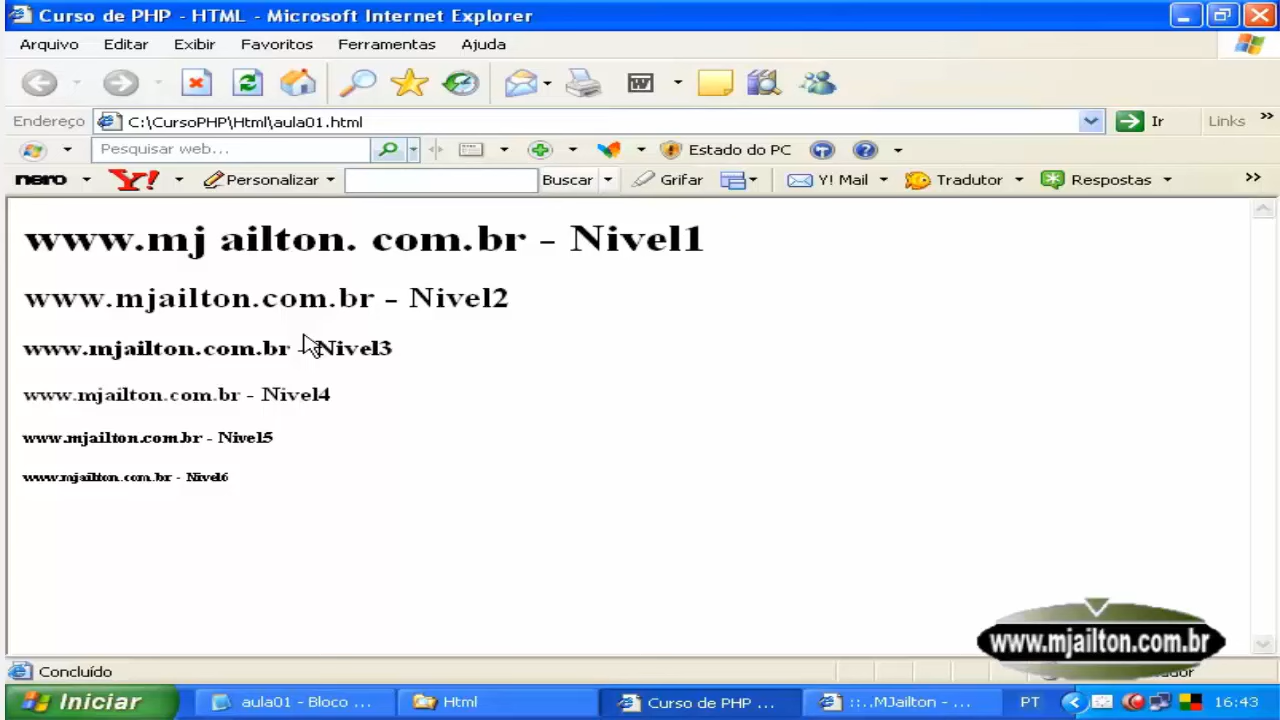 Curso de PHP - HTML - Microsoft Internet Explorer
Arquivo Editar Exibir Favoritos Ferramentas Ajuda
Endereço C:\CursoPHP\Html\aula01.html Ir Links
Pesquisar web... Estado do PC
nero Y! Personalizar Buscar Grifar Y! Mail Tradutor Respostas
www.mj ailton. com.br - Nivel1
www.mjailton.com.br - Nivel2
www.mjailton.com.br - Nivel3
www.mjailton.com.br - Nivel4
www.mjailton.com.br - Nivel5
www.mjailton.com.br - Nivel6
www.mjailton.com.br
Concluído
Iniciar aula01 - Bloco ... Html Curso de PHP ... ::..MJailton - ... PT 16:43